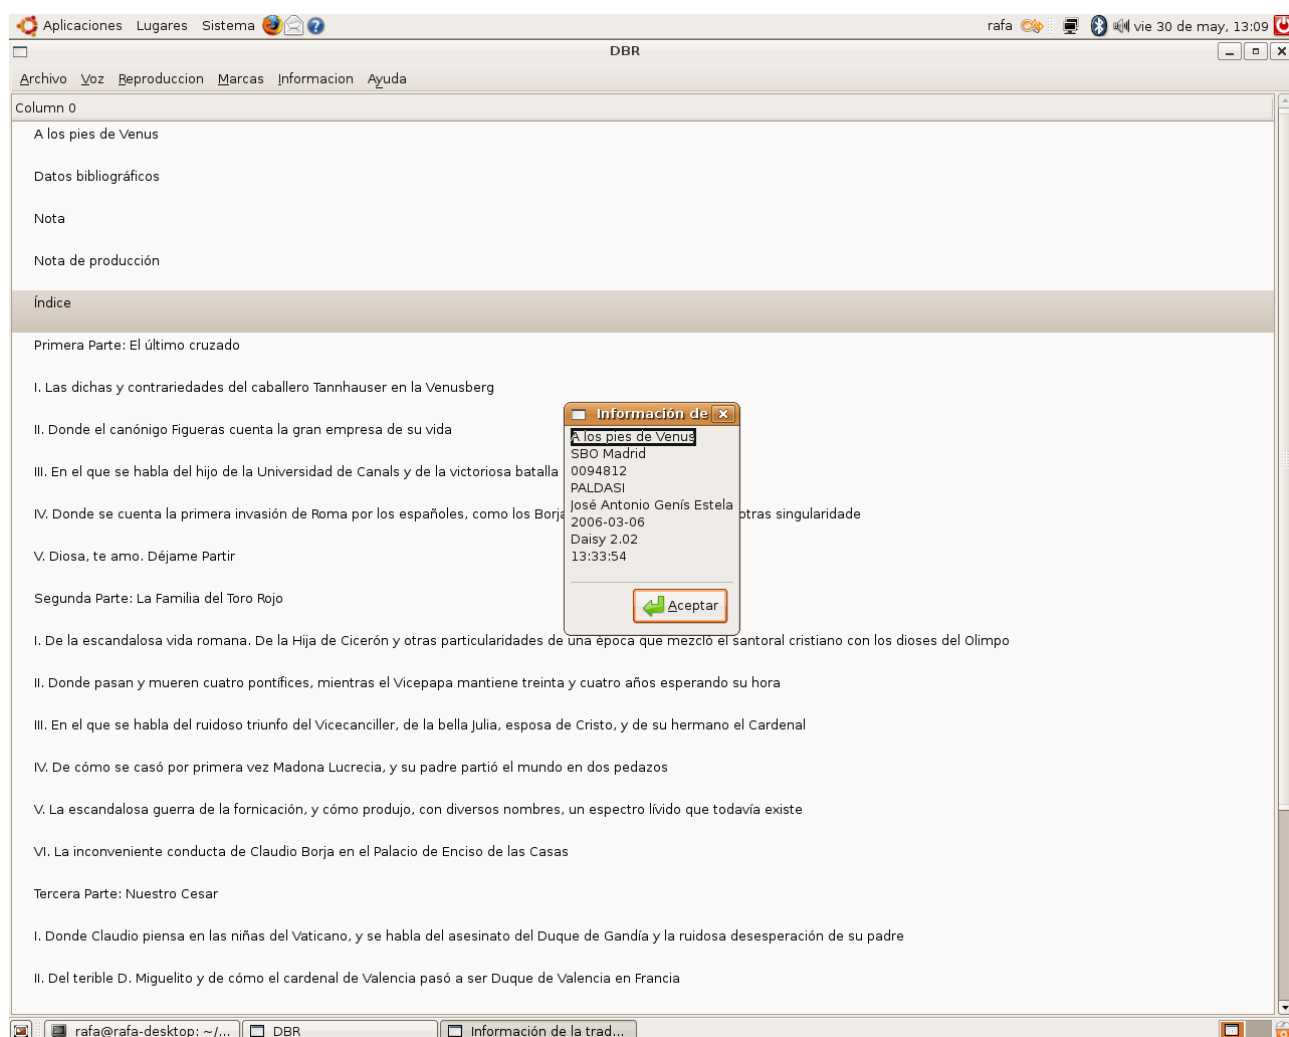 Aplicaciones Lugares Sistema rafa vie 30 de may, 13:09
DBR
Archivo Voz Reproduccion Marcas Informacion Ayuda
Column 0
A los pies de Venus
Datos bibliográficos
Nota
Nota de producción
Índice
Primera Parte: El último cruzado
I. Las dichas y contrariedades del caballero Tannhauser en la Venusberg
II. Donde el canónigo Figueras cuenta la gran empresa de su vida
III. En el que se habla del hijo de la Universidad de Canals y de la victoriosa batalla
IV. Donde se cuenta la primera invasión de Roma por los españoles, como los Borja otras singularidade
V. Diosa, te amo. Déjame Partir
Segunda Parte: La Familia del Toro Rojo
I. De la escandalosa vida romana. De la Hija de Cicerón y otras particularidades de una época que mezcló el santoral cristiano con los dioses del Olimpo
II. Donde pasan y mueren cuatro pontífices, mientras el Vicepapa mantiene treinta y cuatro años esperando su hora
III. En el que se habla del ruidoso triunfo del Vicecanciller, de la bella Julia, esposa de Cristo, y de su hermano el Cardenal
IV. De cómo se casó por primera vez Madona Lucrecia, y su padre partió el mundo en dos pedazos
V. La escandalosa guerra de la fornicación, y cómo produjo, con diversos nombres, un espectro lívido que todavía existe
VI. La inconveniente conducta de Claudio Borja en el Palacio de Enciso de las Casas
Tercera Parte: Nuestro Cesar
I. Donde Claudio piensa en las niñas del Vaticano, y se habla del asesinato del Duque de Gandía y la ruidosa desesperación de su padre
II. Del terible D. Miguelito y de cómo el cardenal de Valencia pasó a ser Duque de Valencia en Francia
Información de
A los pies de Venus
SBO Madrid
0094812
PALDASI
José Antonio Genís Estela
2006-03-06
Daisy 2.02
13:33:54
Aceptar
rafa@rafa-desktop: ~/... DBR Información de la trad...